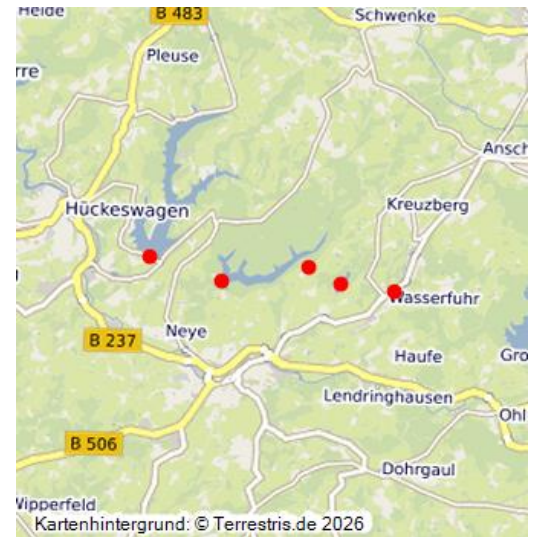 Heide
B 483
Schwenke
Pleuse
rre
Ansch
Kreuzberg
Hückeswagen
Wasserfuhr
Neye
B 237
Haufe
Gro
Lendringhausen
Ohl
B 506
Dohrgaul
Wipperfeld
Kartenhintergrund: © Terrestris.de 2026